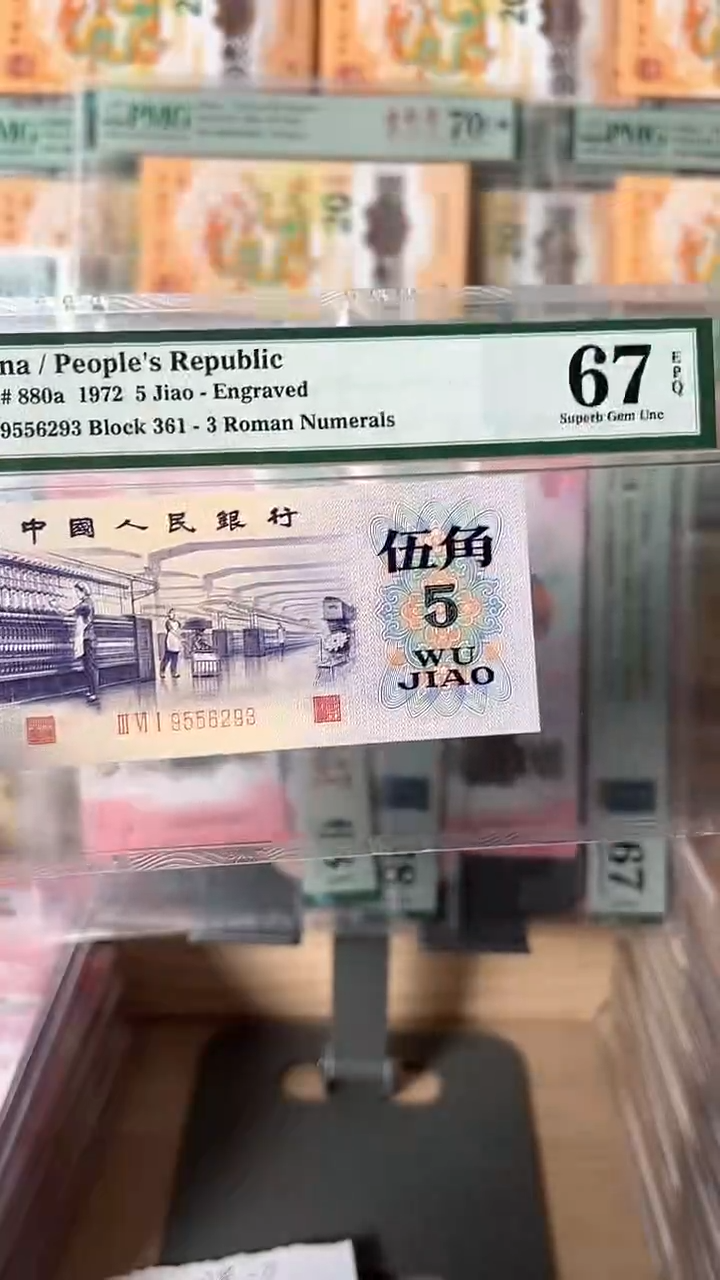 PMG
70
PMG
na / People's Republic
# 880a 1972 5 Jiao - Engraved
9556293 Block 361 - 3 Roman Numerals
67
EPQ
Superb Gem Unc
中國人民銀行
伍角
5
WU
JIAO
III VI I 9556293
67